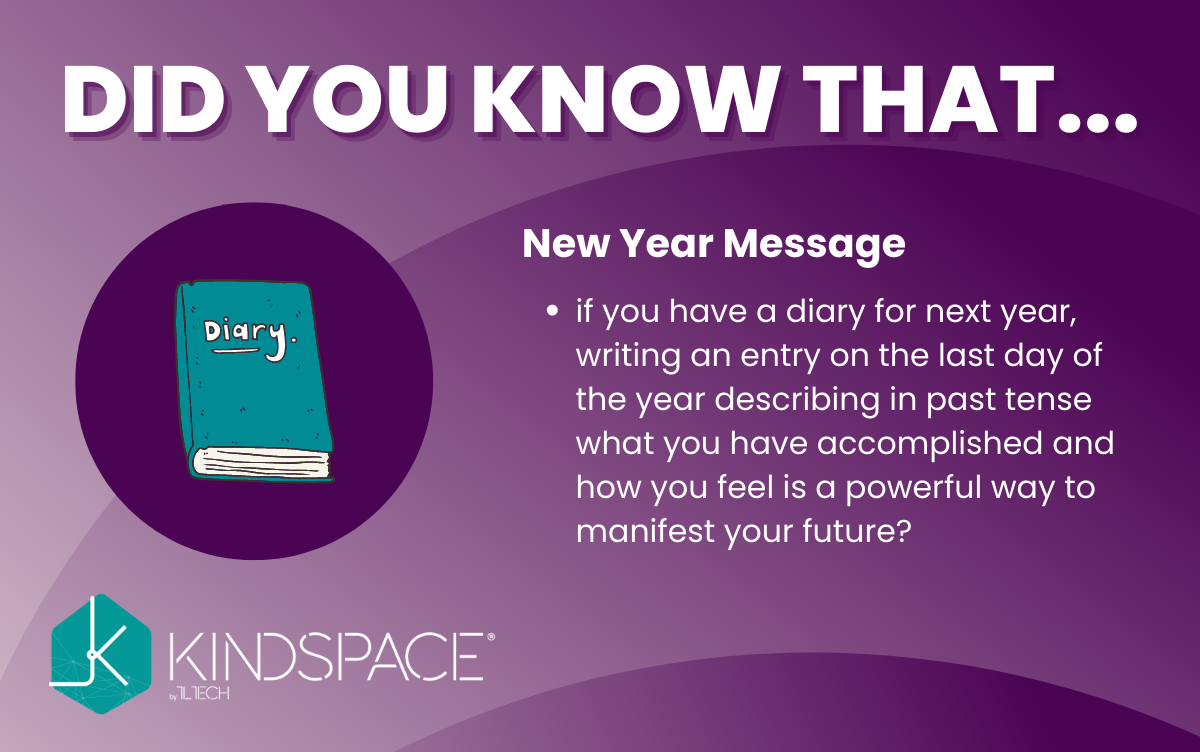 DID YOU KNOW THAT...
New Year Message
• if you have a diary for next year,
writing an entry on the last day of
the year describing in past tense
what you have accomplished and
how you feel is a powerful way to
manifest your future?
Diary.
KINDSPACE®
by TLTECH